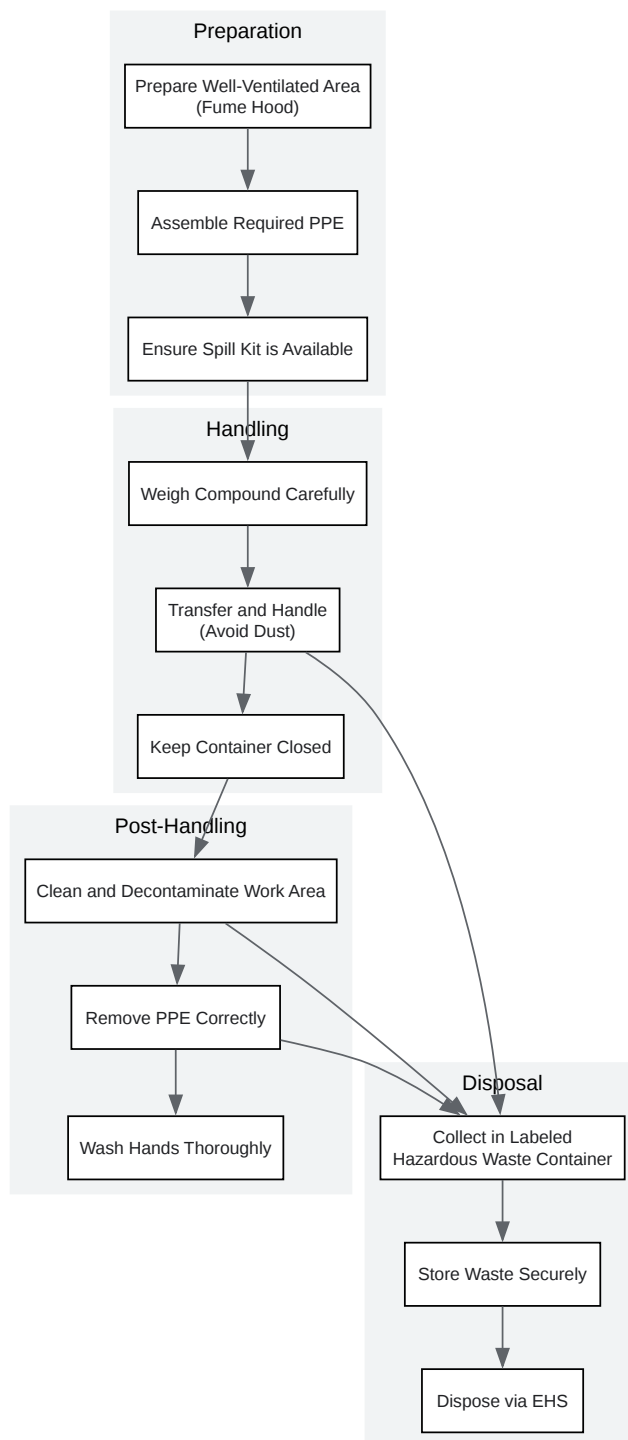 Preparation
Prepare Well-Ventilated Area
(Fume Hood)
Assemble Required PPE
Ensure Spill Kit is Available
Handling
Weigh Compound Carefully
Transfer and Handle
(Avoid Dust)
Keep Container Closed
Post-Handling
Clean and Decontaminate Work Area
Remove PPE Correctly
Wash Hands Thoroughly
Disposal
Collect in Labeled
Hazardous Waste Container
Store Waste Securely
Dispose via EHS